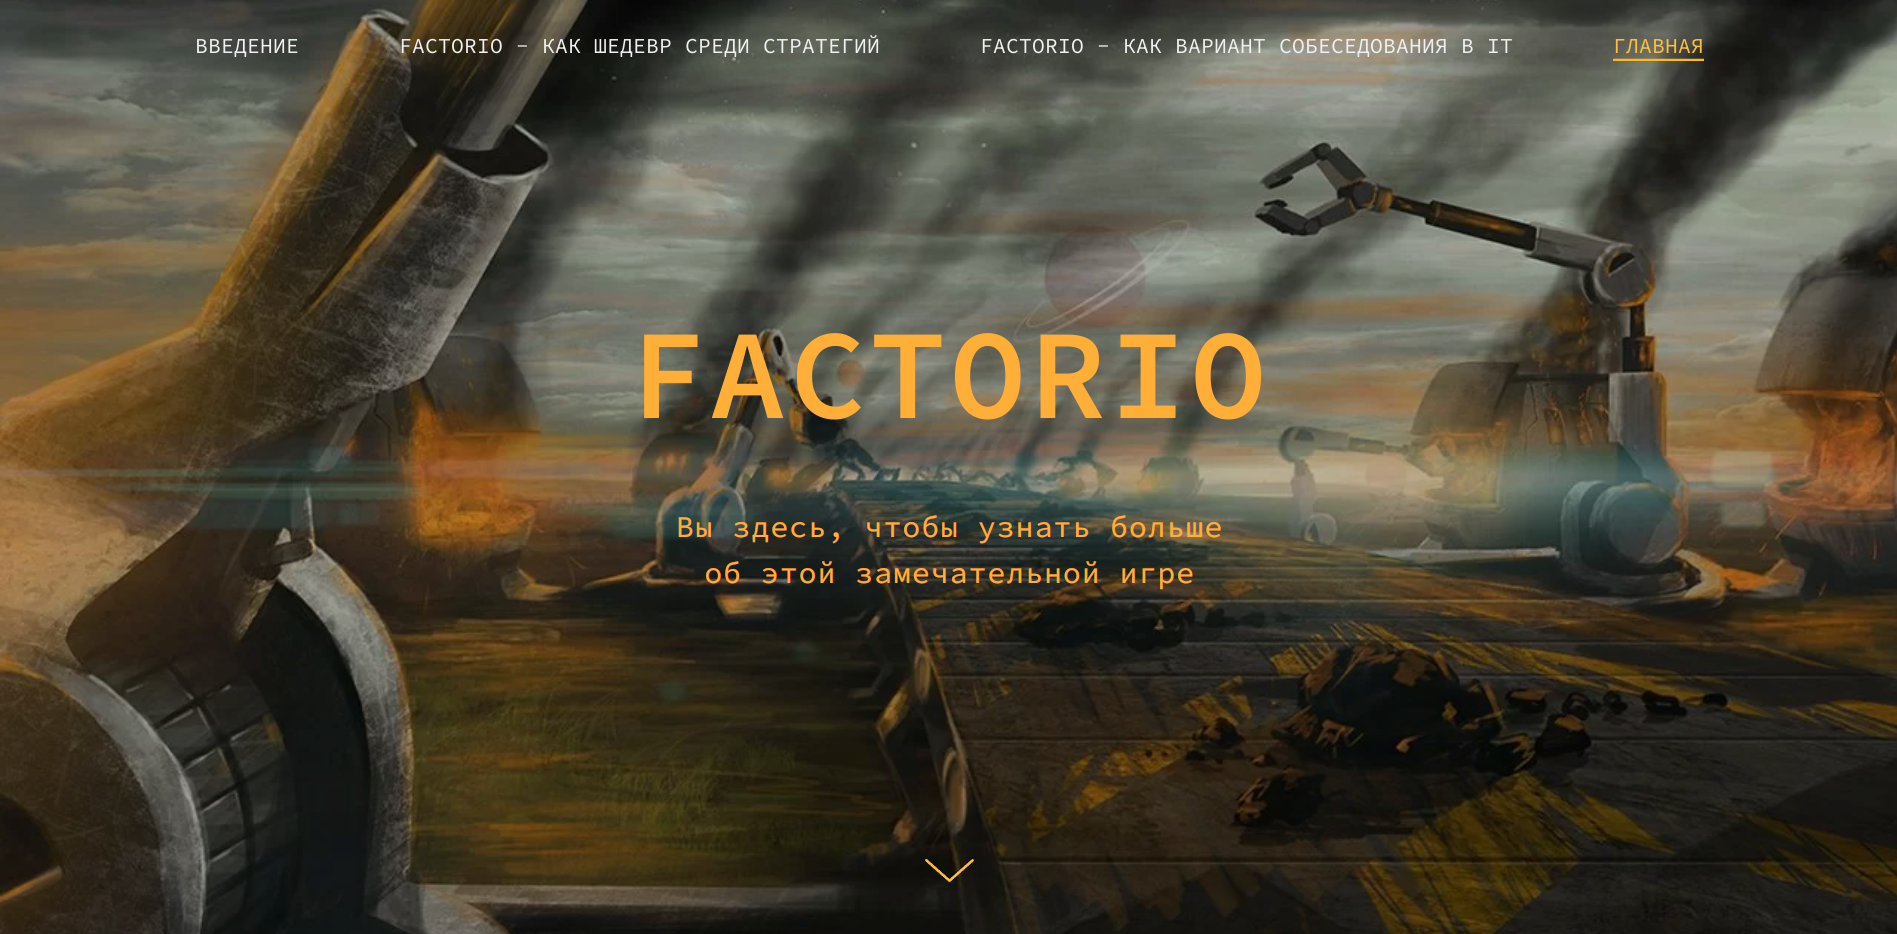 ВВЕДЕНИЕ
FACTORIO – КАК ШЕДЕВР СРЕДИ СТРАТЕГИЙ
FACTORIO – КАК ВАРИАНТ СОБЕСЕДОВАНИЯ В IT
ГЛАВНАЯ
FACTORIO
Вы здесь, чтобы узнать больше
об этой замечательной игре